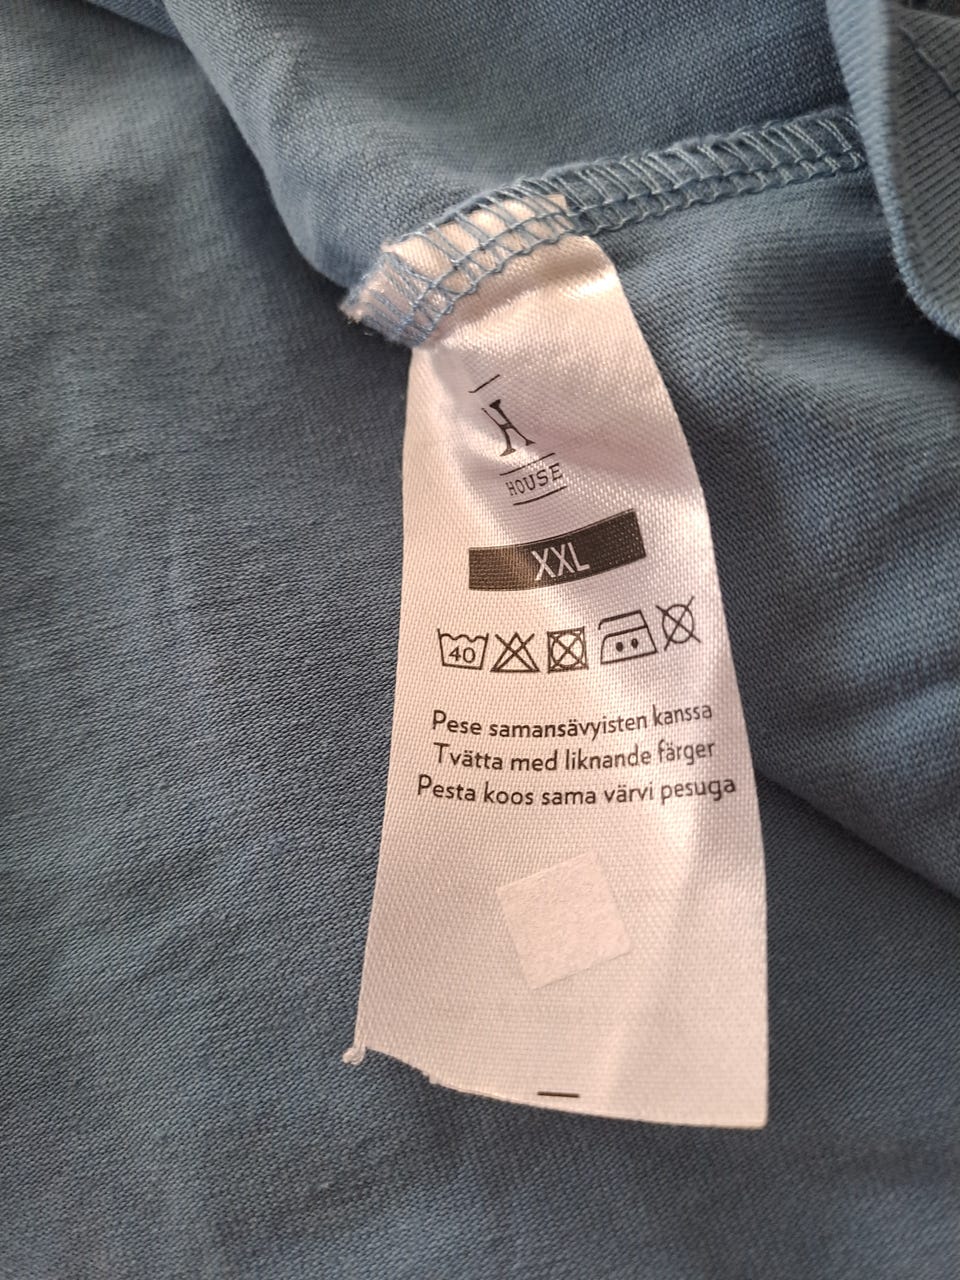 H
HOUSE
XXL
40
Pese samansävyisten kanssa
Tvätta med liknande färger
Pesta koos sama värvi pesuga